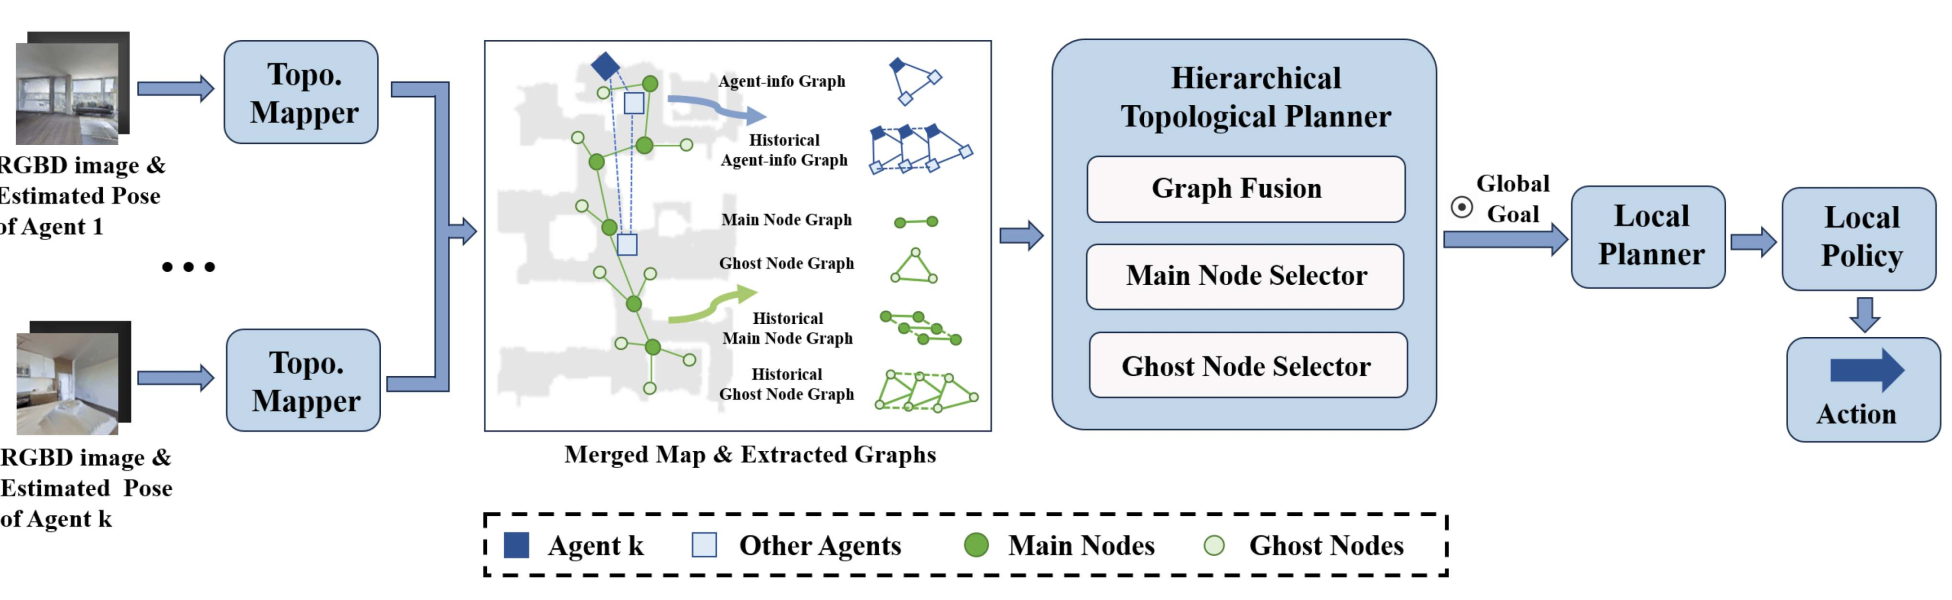 RGBD image &
Estimated Pose
of Agent 1
Topo.
Mapper
•••
RGBD image &
Estimated Pose
of Agent k
Topo.
Mapper
Agent-info Graph
Historical
Agent-info Graph
Main Node Graph
Ghost Node Graph
Historical
Main Node Graph
Historical
Ghost Node Graph
Merged Map & Extracted Graphs
Hierarchical
Topological Planner
Graph Fusion
Main Node Selector
Ghost Node Selector
Global
Goal
Local
Planner
Local
Policy
Action
Agent k
Other Agents
Main Nodes
Ghost Nodes